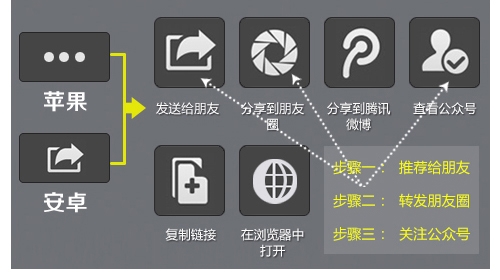 苹果
安卓
发送给朋友
分享到朋友
圈
分享到腾讯
微博
查看公众号
复制链接
在浏览器中
打开
步骤一： 推荐给朋友
步骤二： 转发朋友圈
步骤三： 关注公众号